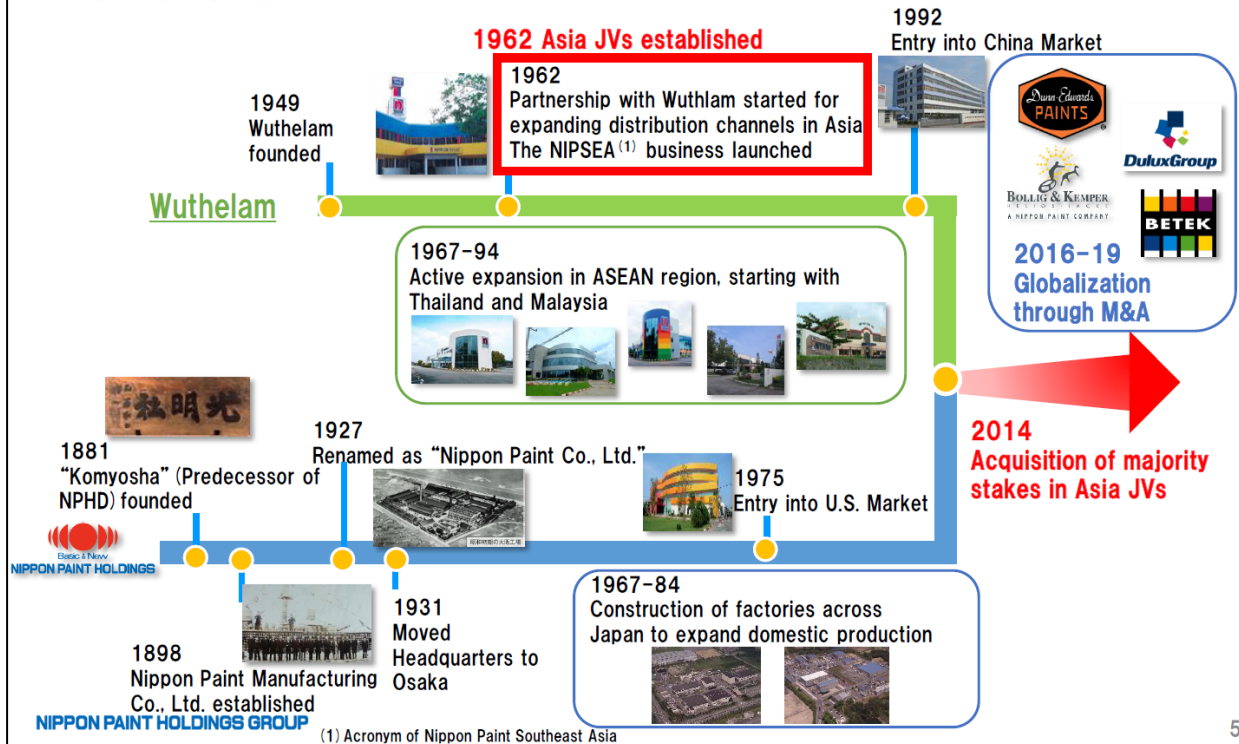 1962 Asia JVs established
1992
Entry into China Market
1962
Partnership with Wuthlam started for
expanding distribution channels in Asia
The NIPSEA(1) business launched
1949
Wuthelam
founded
Dunn-Edwards
PAINTS
DuluxGroup
BOLLIG & KEMPER
HELIOS LACKE
A NIPPON PAINT COMPANY
BETEK
2016-19
Globalization
through M&A
Wuthelam
1967-94
Active expansion in ASEAN region, starting with
Thailand and Malaysia
2014
Acquisition of majority
stakes in Asia JVs
社明光
1881
“Komyosha” (Predecessor of
NPHD) founded
1927
Renamed as “Nippon Paint Co., Ltd.”
1975
Entry into U.S. Market
Basic & New
NIPPON PAINT HOLDINGS
1898
Nippon Paint Manufacturing
Co., Ltd. established
1931
Moved
Headquarters to
Osaka
1967-84
Construction of factories across
Japan to expand domestic production
NIPPON PAINT HOLDINGS GROUP
(1) Acronym of Nippon Paint Southeast Asia
5